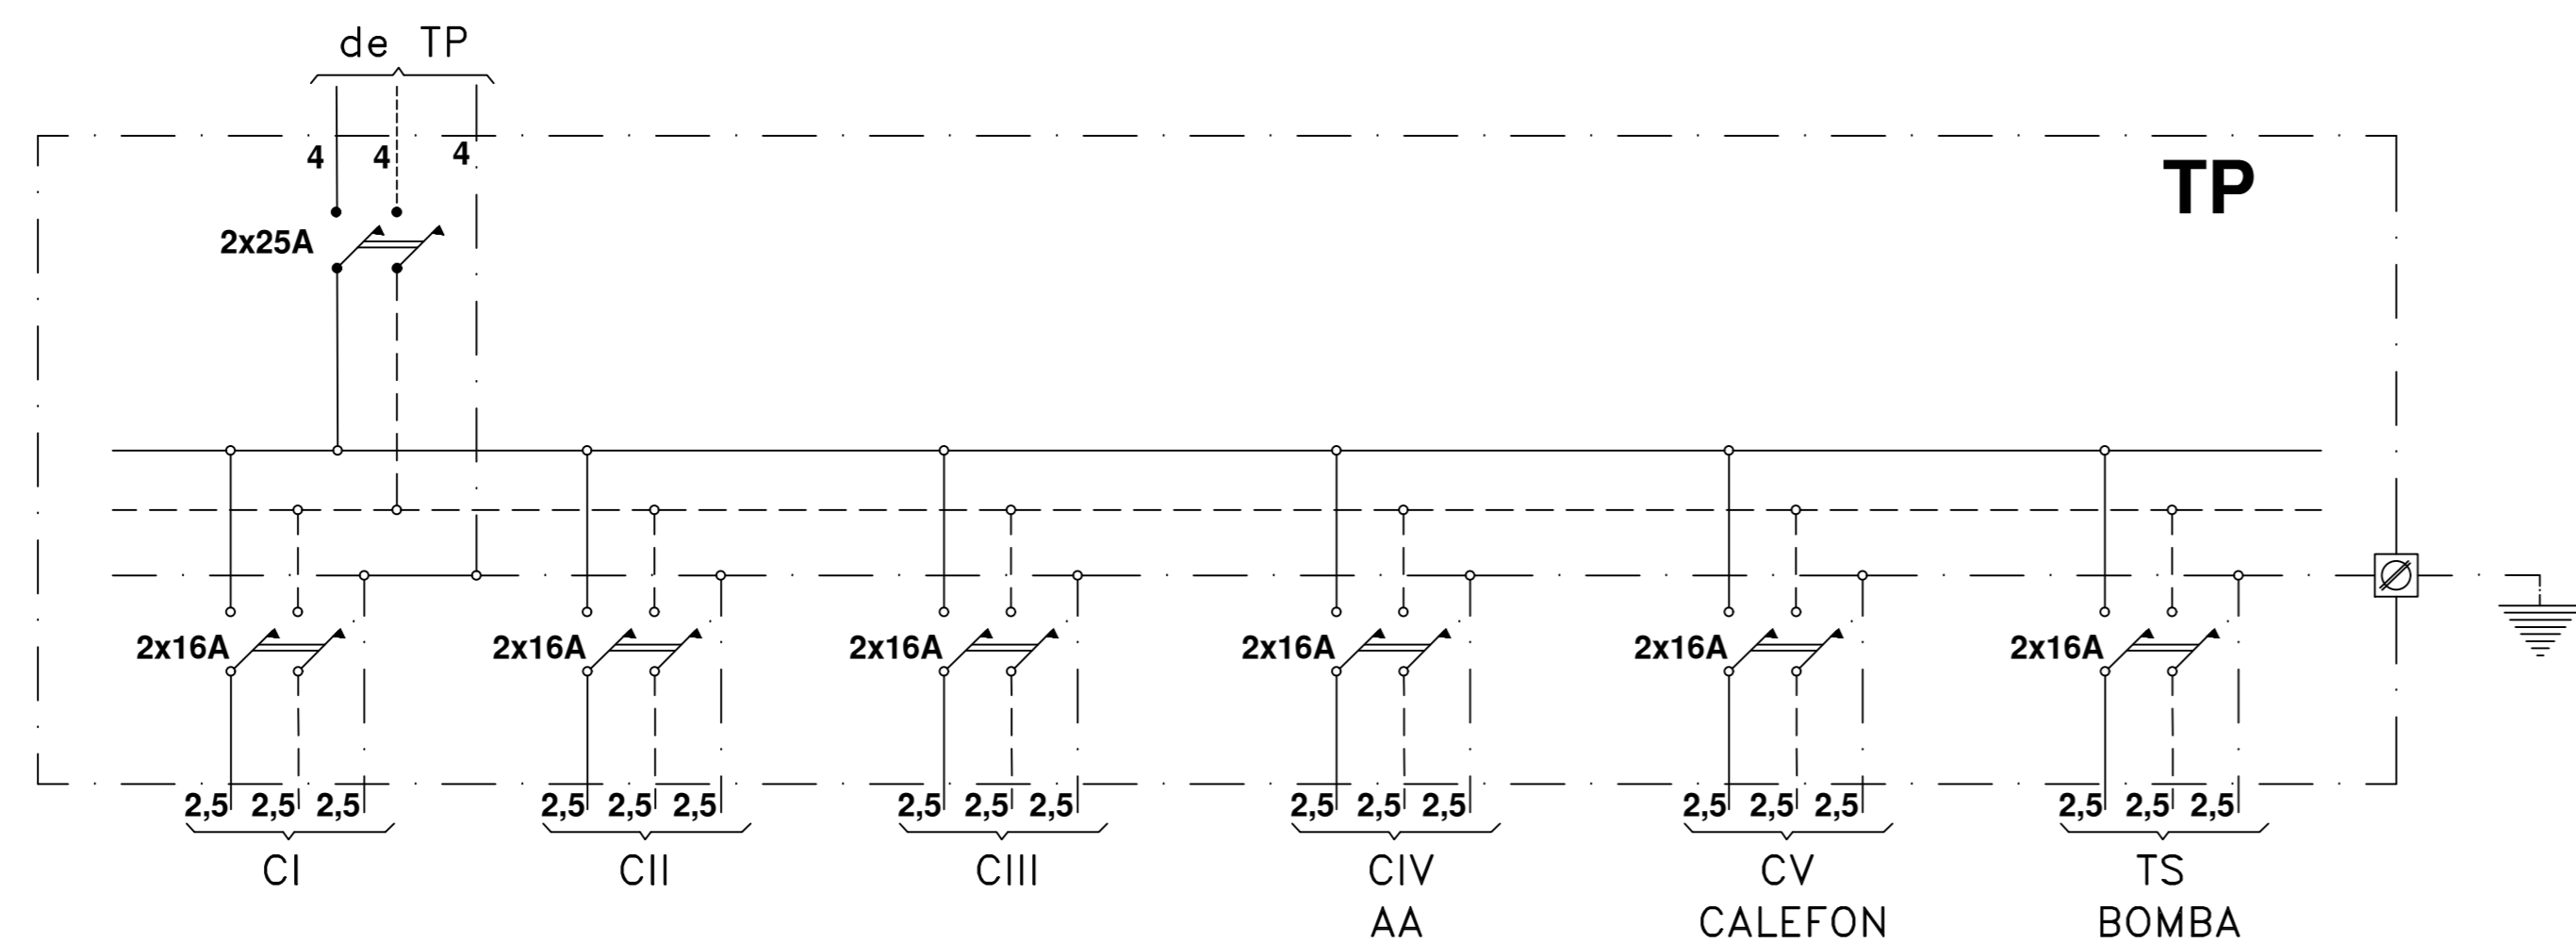 de TP
4 4 4
TP
2x25A
2x16A 2x16A 2x16A 2x16A 2x16A 2x16A
2,5 2,5 2,5 2,5 2,5 2,5 2,5 2,5 2,5 2,5 2,5 2,5 2,5 2,5 2,5 2,5 2,5 2,5
CI CII CIII CIV CV TS
AA CALEFON BOMBA